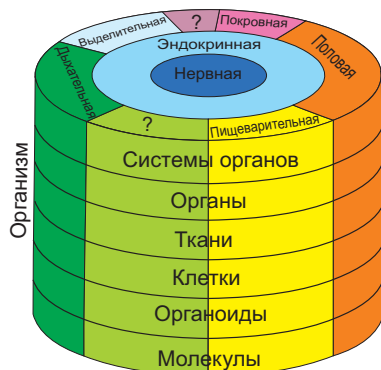 Выделительная
?
Покровная
Дыхательная
Эндокринная
Половая
Нервная
?
Пищеварительная
Организм
Системы органов
Органы
Ткани
Клетки
Органоиды
Молекулы